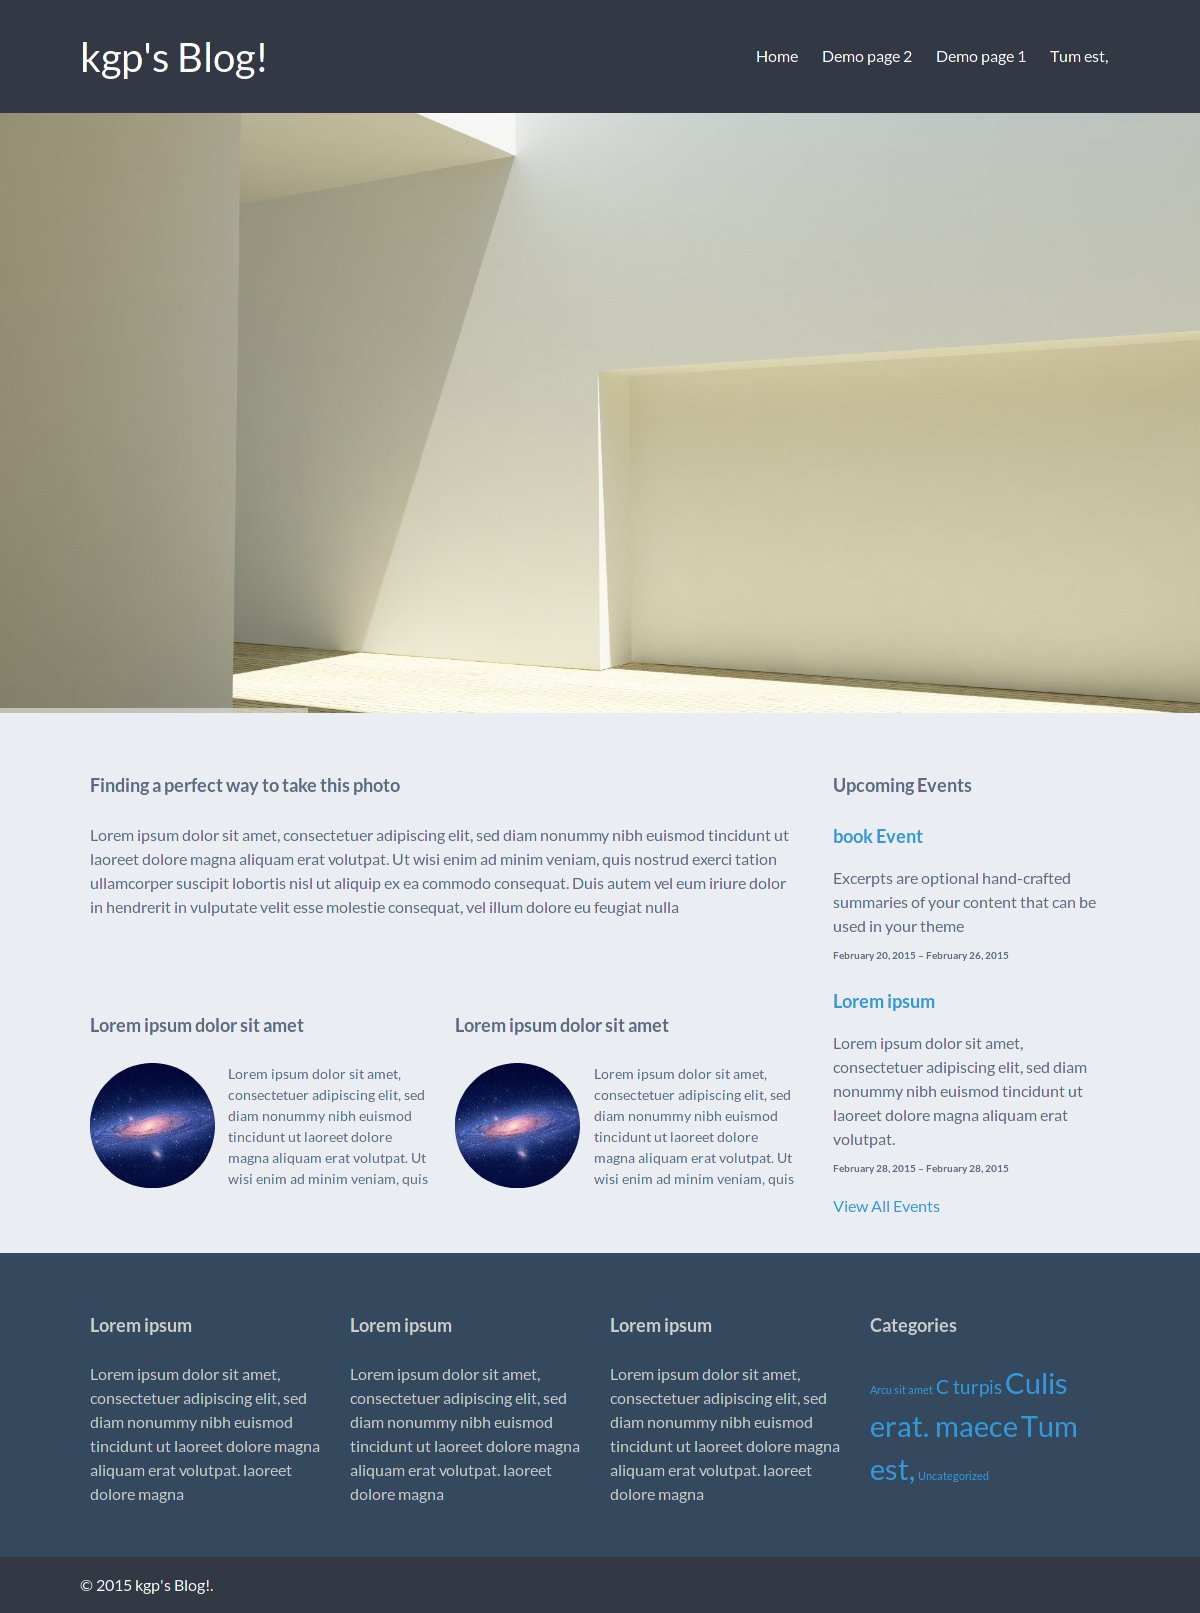 kgp's Blog!
Home Demo page 2 Demo page 1 Tum est,
Finding a perfect way to take this photo
Lorem ipsum dolor sit amet, consectetuer adipiscing elit, sed diam nonummy nibh euismod tincidunt ut
laoreet dolore magna aliquam erat volutpat. Ut wisi enim ad minim veniam, quis nostrud exerci tation
ullamcorper suscipit lobortis nisl ut aliquip ex ea commodo consequat. Duis autem vel eum iriure dolor
in hendrerit in vulputate velit esse molestie consequat, vel illum dolore eu feugiat nulla
Lorem ipsum dolor sit amet
Lorem ipsum dolor sit amet,
consectetuer adipiscing elit, sed
diam nonummy nibh euismod
tincidunt ut laoreet dolore
magna aliquam erat volutpat. Ut
wisi enim ad minim veniam, quis
Lorem ipsum dolor sit amet
Lorem ipsum dolor sit amet,
consectetuer adipiscing elit, sed
diam nonummy nibh euismod
tincidunt ut laoreet dolore
magna aliquam erat volutpat. Ut
wisi enim ad minim veniam, quis
Upcoming Events
book Event
Excerpts are optional hand-crafted
summaries of your content that can be
used in your theme
February 20, 2015 – February 26, 2015
Lorem ipsum
Lorem ipsum dolor sit amet,
consectetuer adipiscing elit, sed diam
nonummy nibh euismod tincidunt ut
laoreet dolore magna aliquam erat
volutpat.
February 28, 2015 – February 28, 2015
View All Events
Lorem ipsum
Lorem ipsum dolor sit amet,
consectetuer adipiscing elit, sed
diam nonummy nibh euismod
tincidunt ut laoreet dolore magna
aliquam erat volutpat. laoreet
dolore magna
Lorem ipsum
Lorem ipsum dolor sit amet,
consectetuer adipiscing elit, sed
diam nonummy nibh euismod
tincidunt ut laoreet dolore magna
aliquam erat volutpat. laoreet
dolore magna
Lorem ipsum
Lorem ipsum dolor sit amet,
consectetuer adipiscing elit, sed
diam nonummy nibh euismod
tincidunt ut laoreet dolore magna
aliquam erat volutpat. laoreet
dolore magna
Categories
Arcu sit amet C turpis Culis
erat. maece Tum
est, Uncategorized
© 2015 kgp's Blog!.